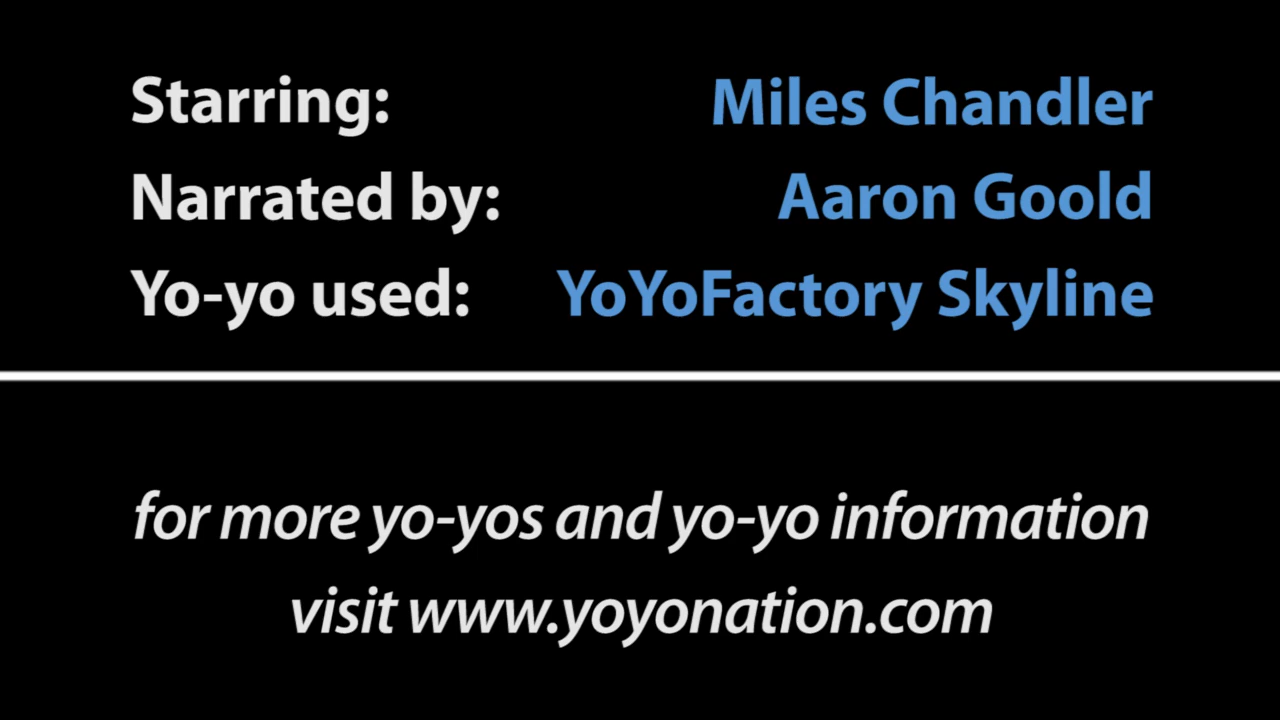 Starring: Miles Chandler
Narrated by: Aaron Goold
Yo-yo used: YoYoFactory Skyline
for more yo-yos and yo-yo information
visit www.yoyonation.com